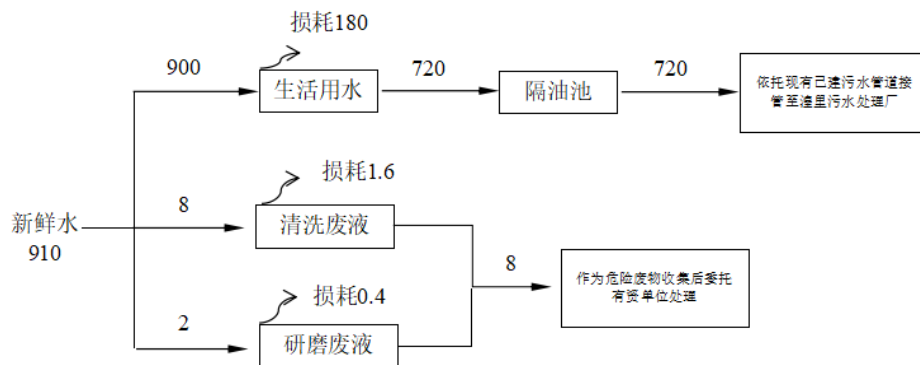 损耗180
900
生活用水
720
隔油池
720
依托现有已建污水管道接
管至湟里污水处理厂
损耗1.6
新鲜水
910
8
清洗废液
8
作为危险废物收集后委托
有资单位处理
损耗0.4
2
研磨废液